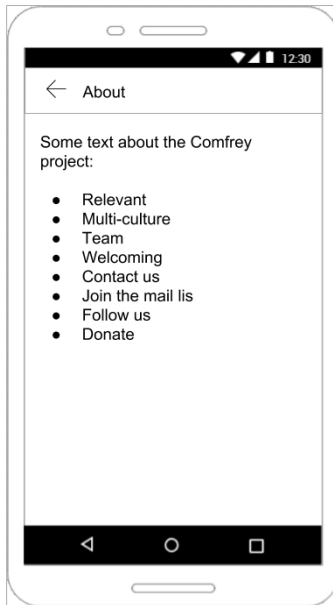 12:30
About
Some text about the Comfrey
project:
● Relevant
● Multi-culture
● Team
● Welcoming
● Contact us
● Join the mail lis
● Follow us
● Donate